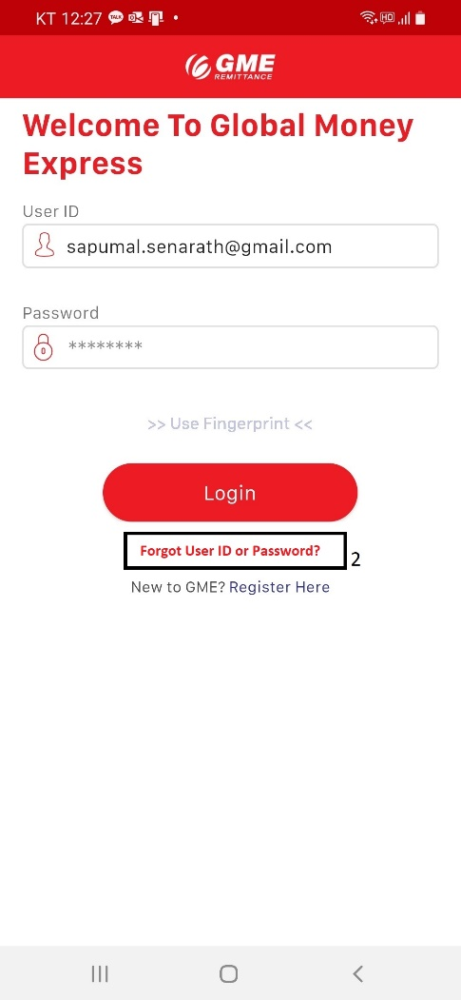 KT 12:27
GME
REMITTANCE
Welcome To Global Money
Express
User ID
sapumal.senarath@gmail.com
Password
********
>> Use Fingerprint <<
Login
Forgot User ID or Password?
2
New to GME? Register Here